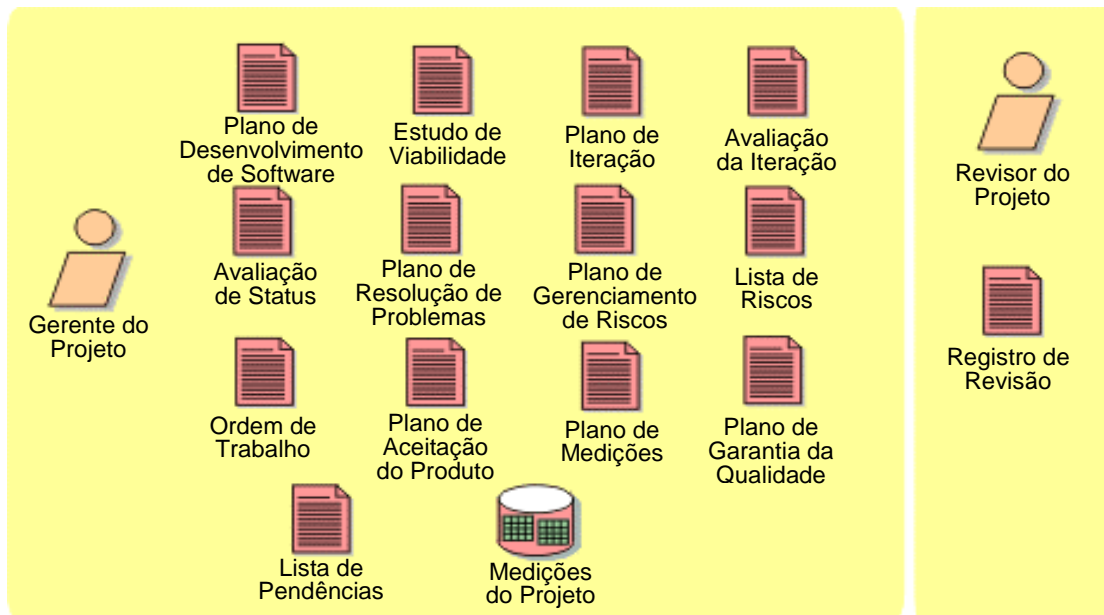 Plano de
Desenvolvimento
de Software
Estudo de
Viabilidade
Plano de
Iteração
Avaliação
da Iteração
Gerente do
Projeto
Avaliação
de Status
Plano de
Resolução de
Problemas
Plano de
Gerenciamento
de Riscos
Lista de
Riscos
Ordem de
Trabalho
Plano de
Aceitação
do Produto
Plano de
Medições
Plano de
Garantia da
Qualidade
Lista de
Pendências
Medições
do Projeto
Revisor do
Projeto
Registro de
Revisão